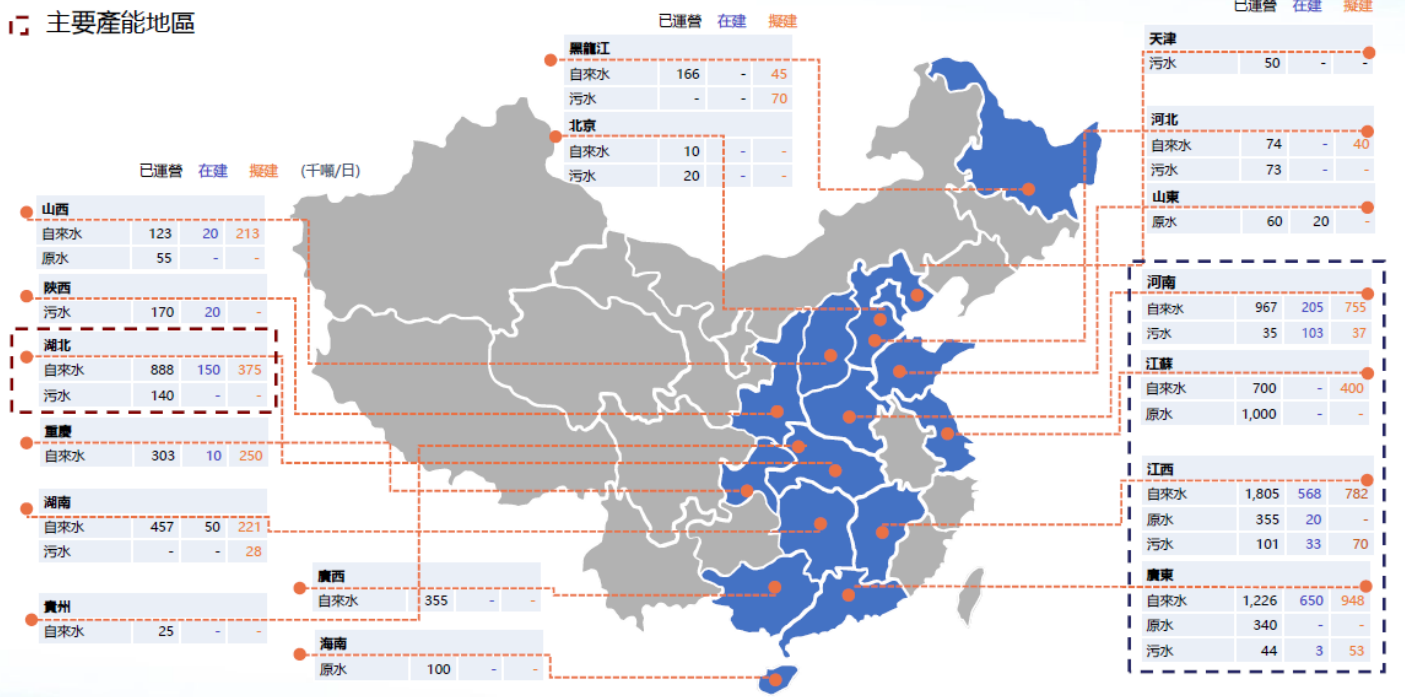 主要產能地區
已運營 在建 擬建 (千噸/日)
山西
自來水 123 20 213
原水 55 - -
陝西
污水 170 20 -
湖北
自來水 888 150 375
污水 140 - -
重慶
自來水 303 10 250
湖南
自來水 457 50 221
污水 - - 28
貴州
自來水 25 - -
已運營 在建 擬建
黑龍江
自來水 166 - 45
污水 - - 70
北京
自來水 10 - -
污水 20 - -
廣西
自來水 355 - -
海南
原水 100 - -
已運營 在建 擬建
天津
污水 50 - -
河北
自來水 74 - 40
污水 73 - -
山東
原水 60 20 -
河南
自來水 967 205 755
污水 35 103 37
江蘇
自來水 700 - 400
原水 1,000 - -
江西
自來水 1,805 568 782
原水 355 20 -
污水 101 33 70
廣東
自來水 1,226 650 948
原水 340 - -
污水 44 3 53